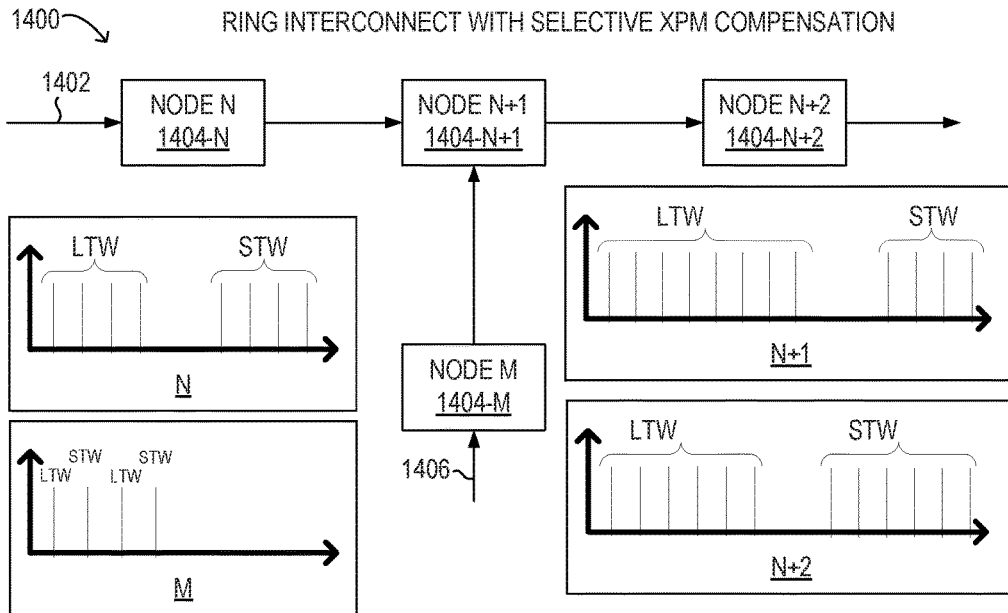 1400
RING INTERCONNECT WITH SELECTIVE XPM COMPENSATION
1402
NODE N
1404-N
NODE N+1
1404-N+1
NODE N+2
1404-N+2
LTW
STW
N
LTW
STW
N+1
NODE M
1404-M
1406
LTW
STW
LTW
STW
M
LTW
STW
N+2